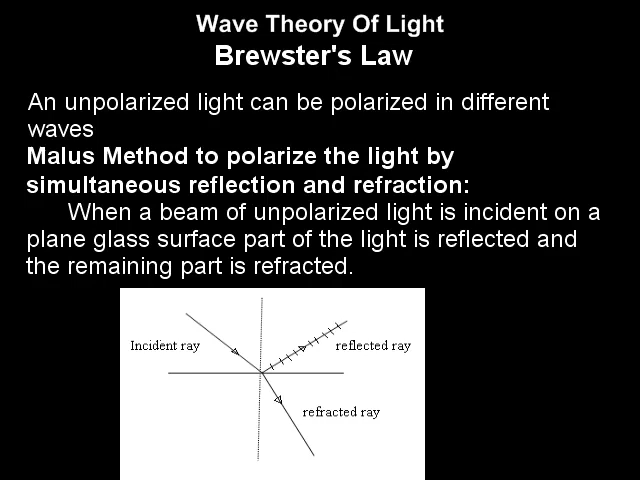 Wave Theory Of Light
Brewster's Law
An unpolarized light can be polarized in different
waves
Malus Method to polarize the light by
simultaneous reflection and refraction:
When a beam of unpolarized light is incident on a
plane glass surface part of the light is reflected and
the remaining part is refracted.
Incident ray
reflected ray
refracted ray